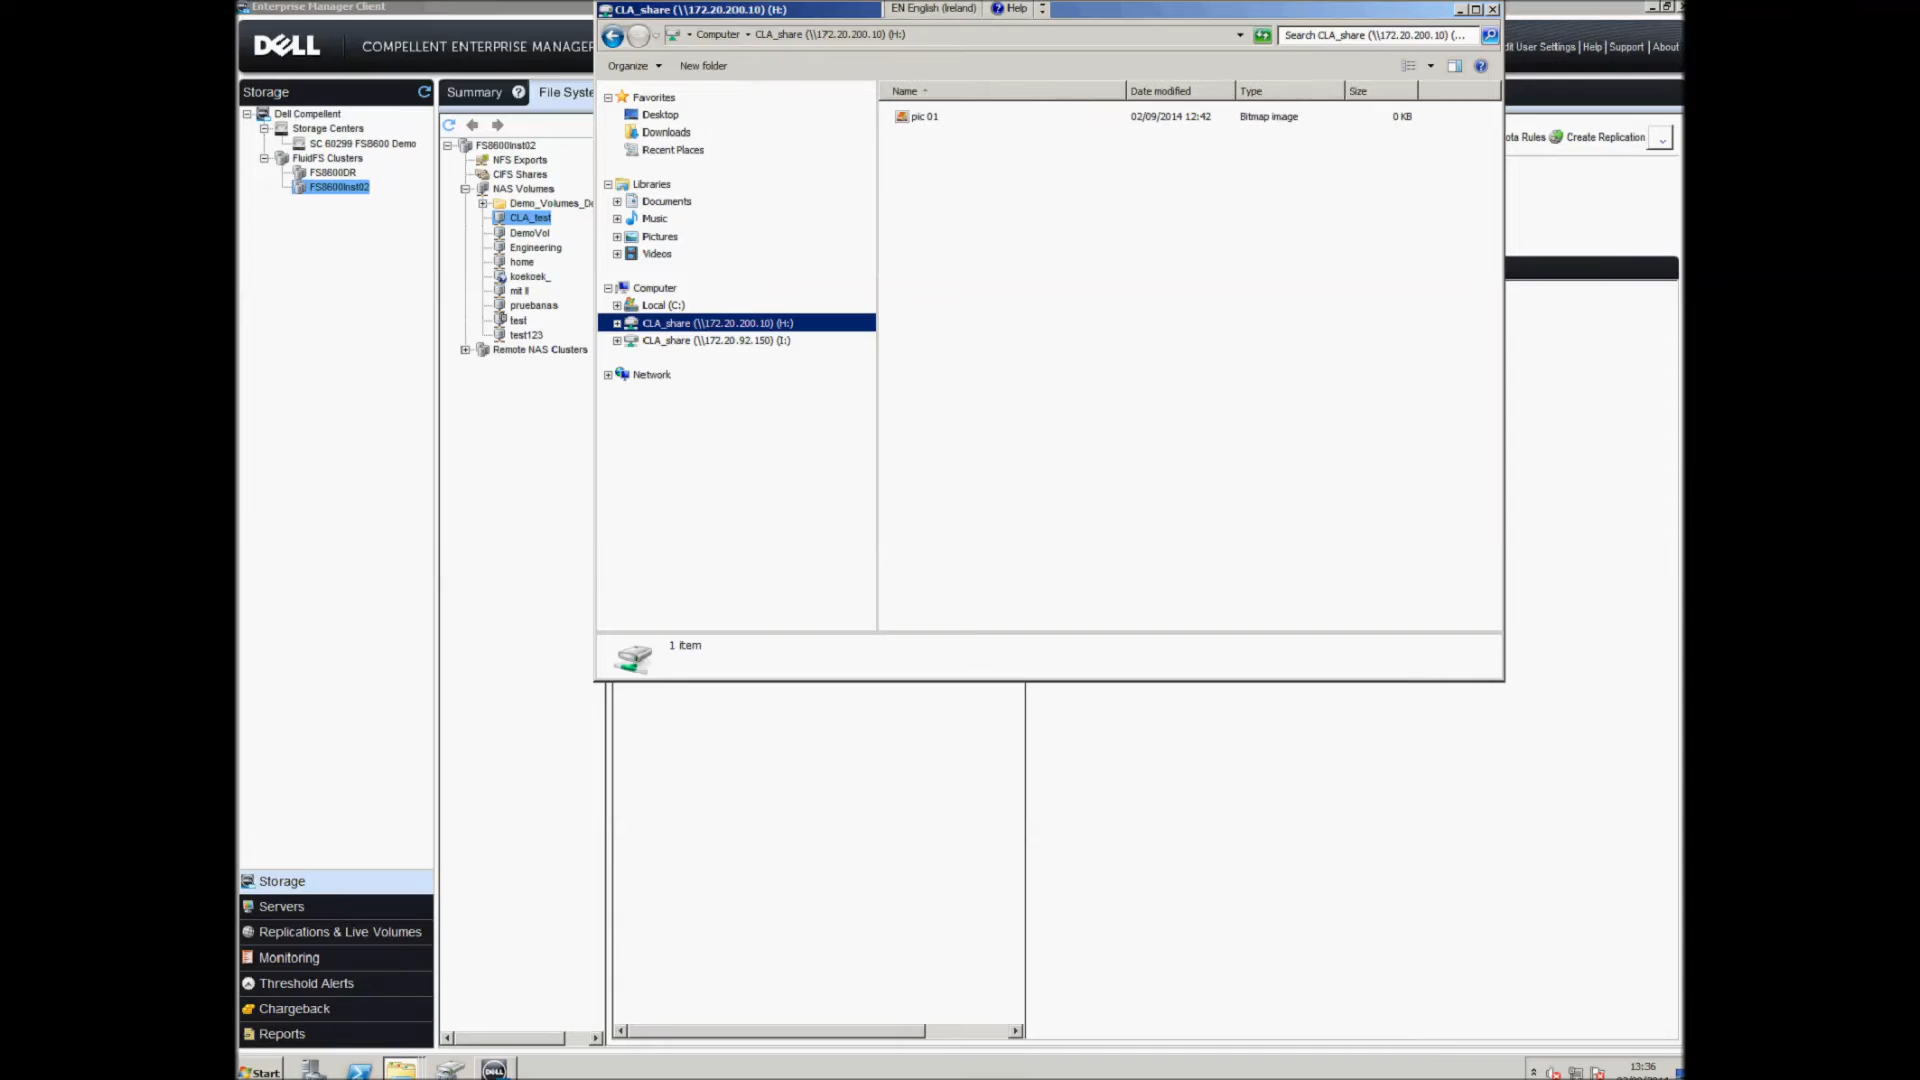 Enterprise Manager Client
DELL
COMPELLENT ENTERPRISE MANAGER
dit User Settings | Help | Support | About
Storage
Dell Compellent
Storage Centers
SC 60299 FS8600 Demo
FluidFS Clusters
FS8600DR
FS8600Inst02
Summary
File Syste
FS8600Inst02
NFS Exports
CIFS Shares
NAS Volumes
Demo_Volumes_De
CLA_test
DemoVol
Engineering
home
koekoek_
mit II
pruebanas
test
test123
Remote NAS Clusters
CLA_share (\\172.20.200.10) (H:)
EN English (Ireland)
Help
Computer
CLA_share (\\172.20.200.10) (H:)
Search CLA_share (\\172.20.200.10) (...
Organize
New folder
Favorites
Desktop
Downloads
Recent Places
Libraries
Documents
Music
Pictures
Videos
Computer
Local (C:)
CLA_share (\\172.20.200.10) (H:)
CLA_share (\\172.20.92.150) (I:)
Network
Name Date modified Type Size
pic 01 02/09/2014 12:42 Bitmap image 0 KB
1 item
ota Rules Create Replication
Storage
Servers
Replications & Live Volumes
Monitoring
Threshold Alerts
Chargeback
Reports
Start
DELL
13:36